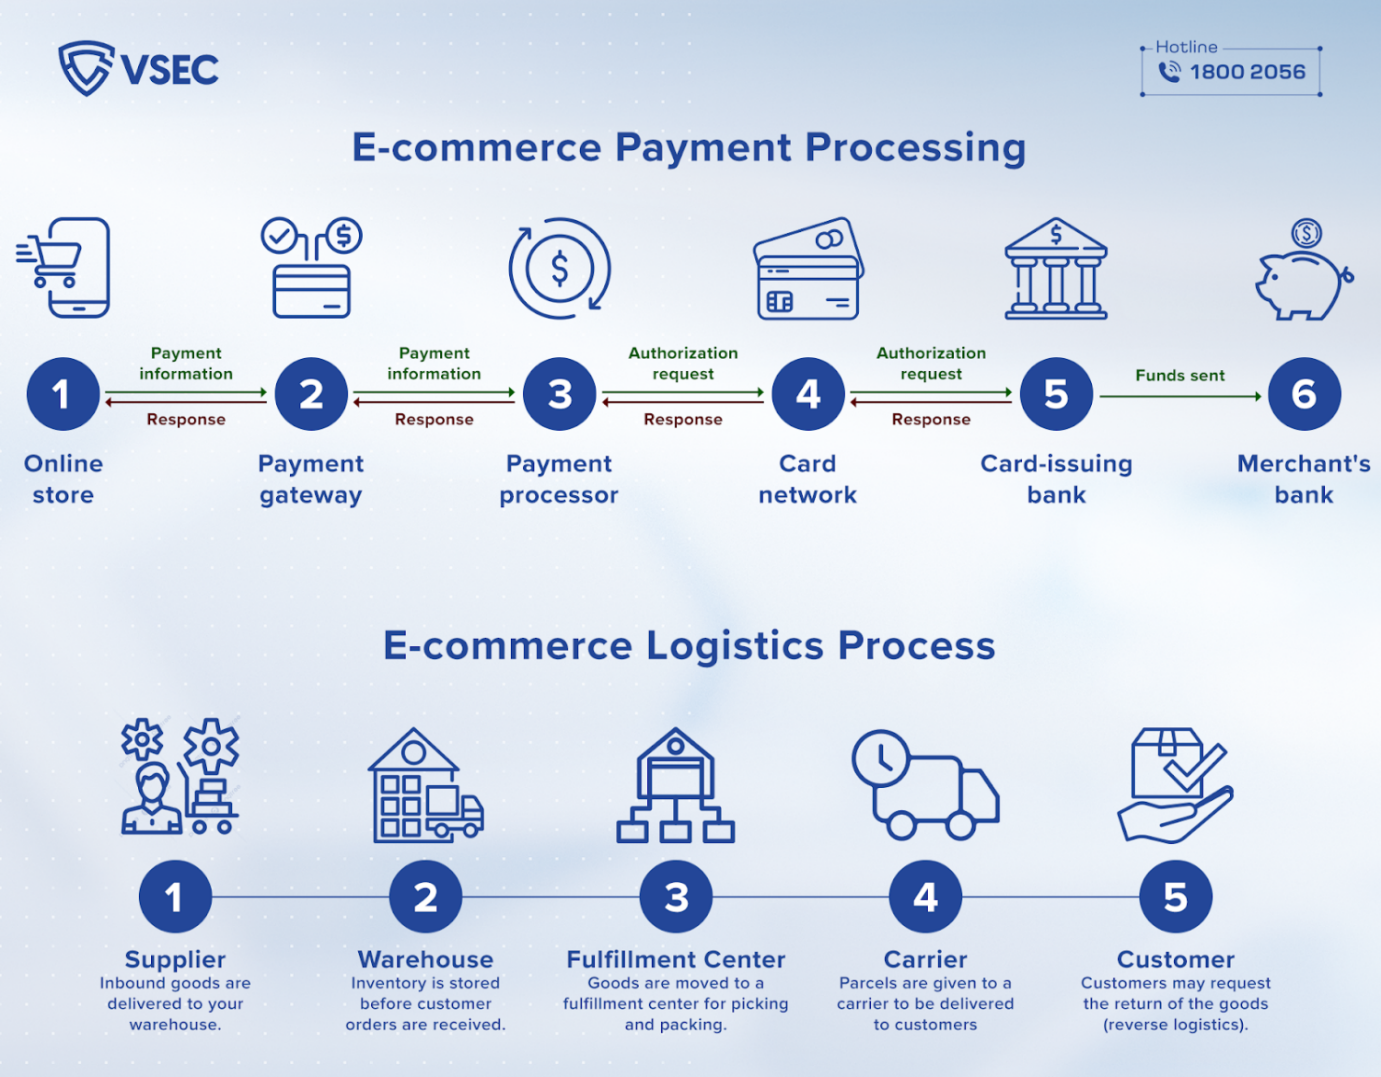 VSEC
Hotline
1800 2056
E-commerce Payment Processing
Payment
information
Payment
information
Authorization
request
Authorization
request
Funds sent
1
2
3
4
5
6
Response
Response
Response
Response
Online
store
Payment
gateway
Payment
processor
Card
network
Card-issuing
bank
Merchant's
bank
E-commerce Logistics Process
1
2
3
4
5
Supplier
Inbound goods are
delivered to your
warehouse.
Warehouse
Inventory is stored
before customer
orders are received.
Fulfillment Center
Goods are moved to a
fulfillment center for picking
and packing.
Carrier
Parcels are given to a
carrier to be delivered
to customers
Customer
Customers may request
the return of the goods
(reverse logistics).